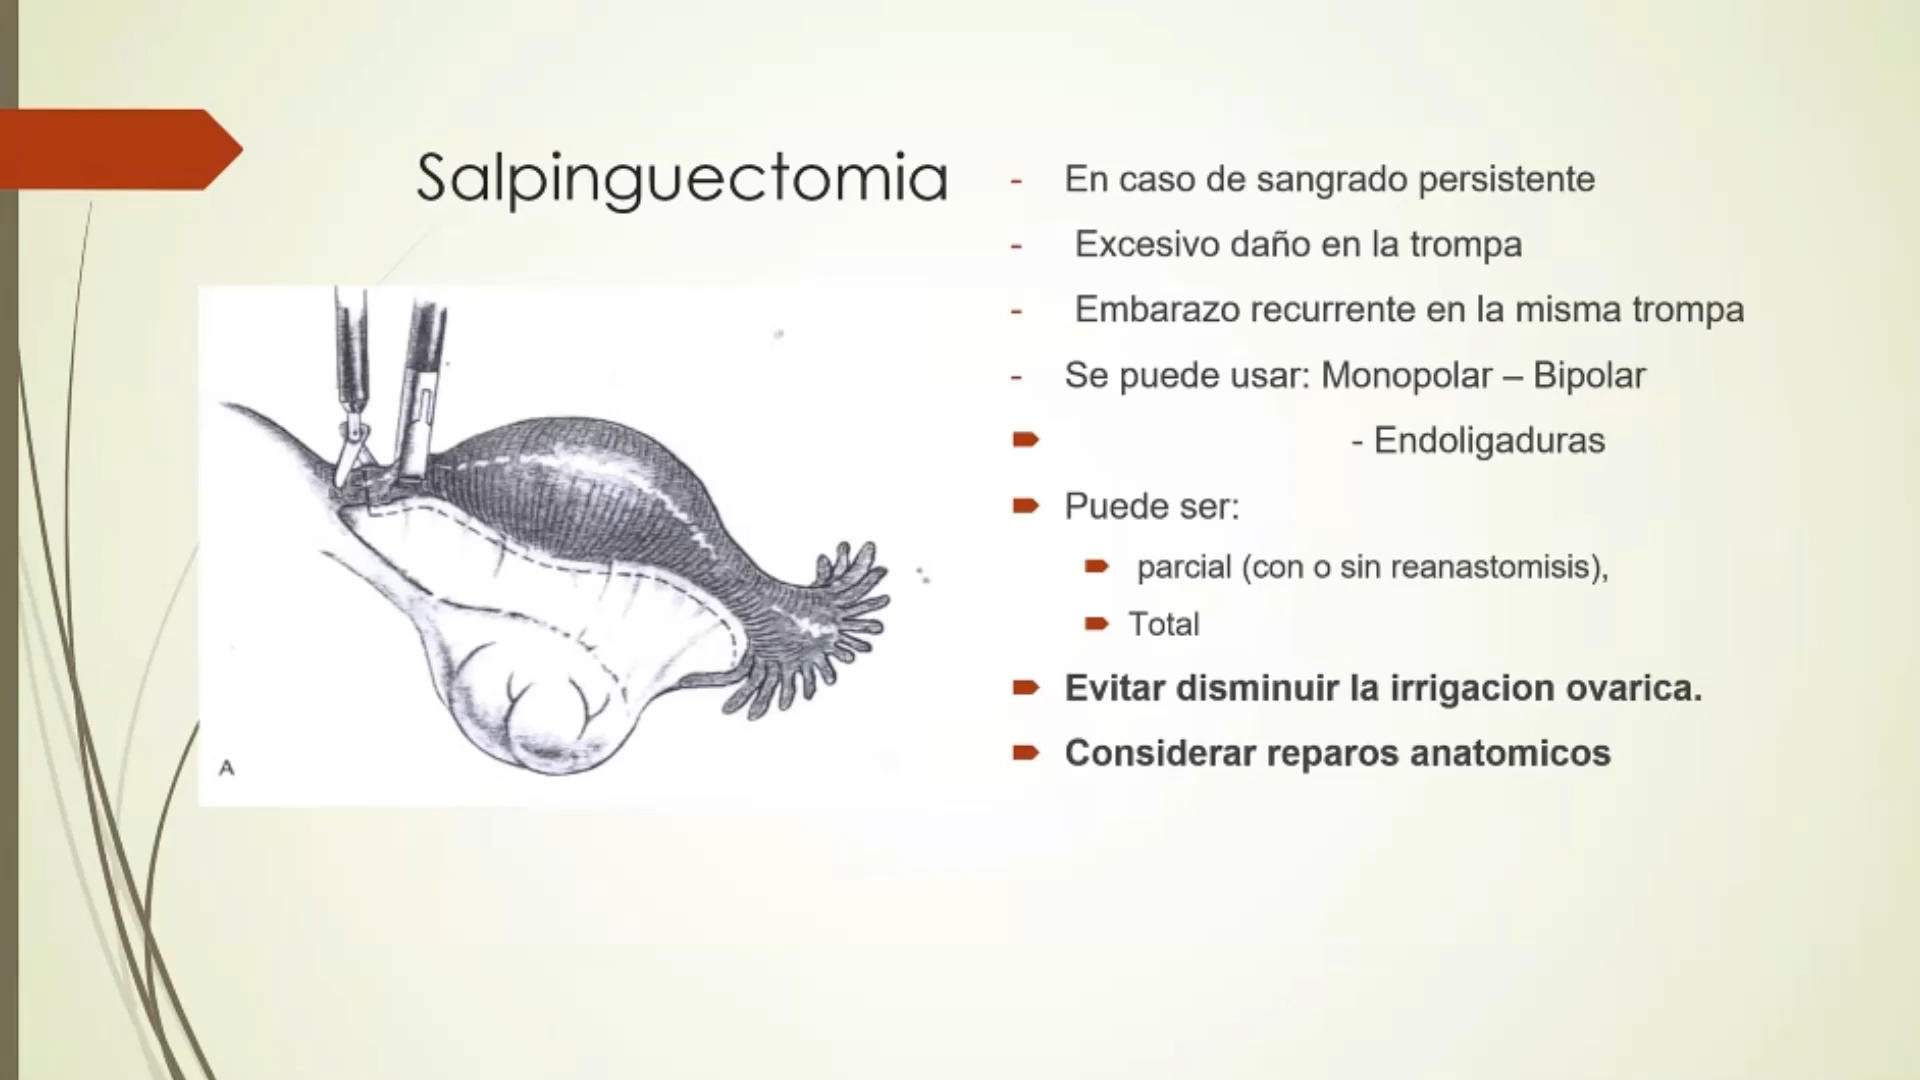 Salpinguectomia
- En caso de sangrado persistente
- Excesivo daño en la trompa
- Embarazo recurrente en la misma trompa
- Se puede usar: Monopolar – Bipolar
- Endoligaduras
Puede ser:
parcial (con o sin reanastomisis),
Total
Evitar disminuir la irrigacion ovarica.
Considerar reparos anatomicos
A